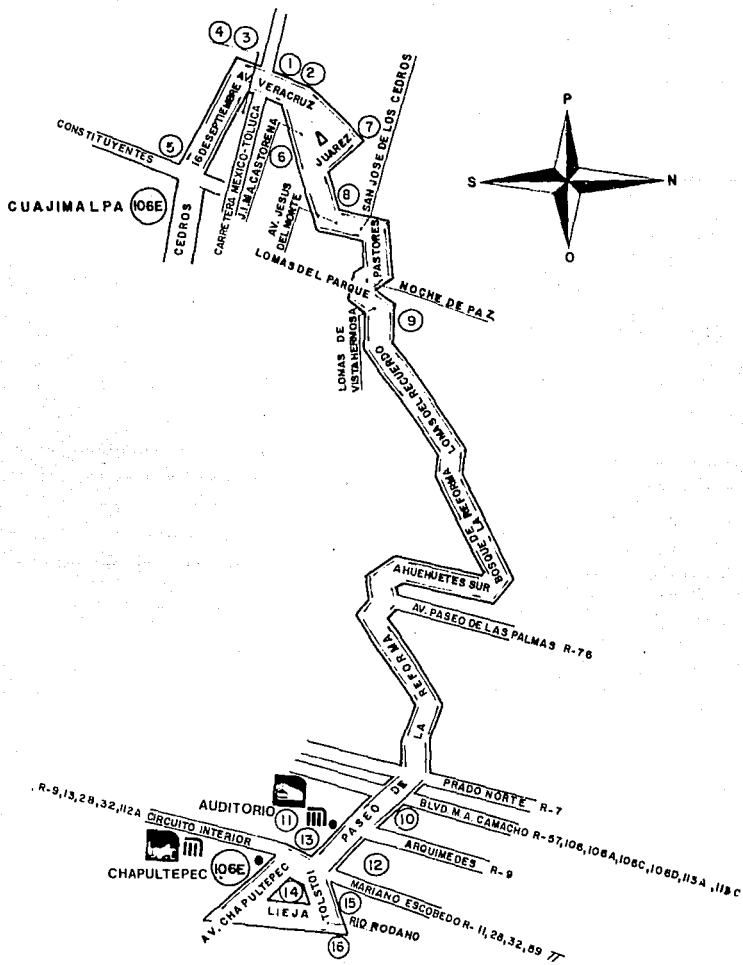 4 3
1 2
AV. VERACRUZ
16 DE SEPTIEMBRE
CONSTITUYENTES
5
7
6
JUAREZ
SAN JOSE DE LOS CEDROS
CARRETERA MEXICO-TOLUCA
J.I.MA.CASTORENA
8
CUAJIMALPA 106E
CEDROS
AV. JESUS
DEL MONTE
PASTORES
LOMAS DEL PARQUE
NOCHE DE PAZ
9
LOMAS DE
VISTAHERMOSA
P
S
N
O
LOMAS DEL RECUERDO
BOSQUE DE LA REFORMA
AHUEHUETES SUR
AV. PASEO DE LAS PALMAS R-76
PASEO DE LA REFORMA
PRADO NORTE R-7
BLVD M.A. CAMACHO R-57,106,106A,106C,106D,113A,113C
10
ARQUIMEDES R-9
12
MARIANO ESCOBEDO R-11,28,32,89
R-9,13,28,32,112A CIRCUITO INTERIOR
AUDITORIO
11
13
CHAPULTEPEC 106E
AV. CHAPULTEPEC
14
LIEJA
TOLSTOI
15
RIO RODANO
16